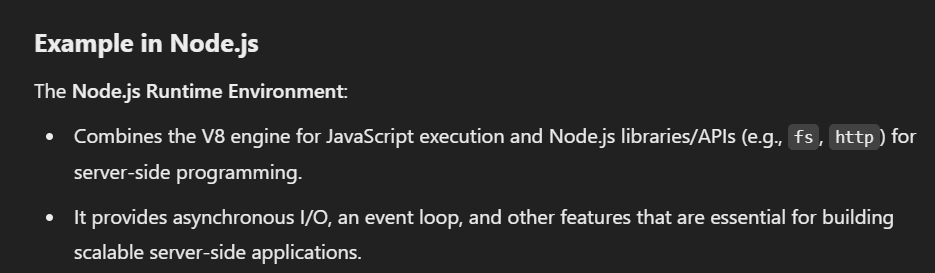 Example in Node.js
The Node.js Runtime Environment:
• Combines the V8 engine for JavaScript execution and Node.js libraries/APIs (e.g., fs, http) for
server-side programming.
• It provides asynchronous I/O, an event loop, and other features that are essential for building
scalable server-side applications.